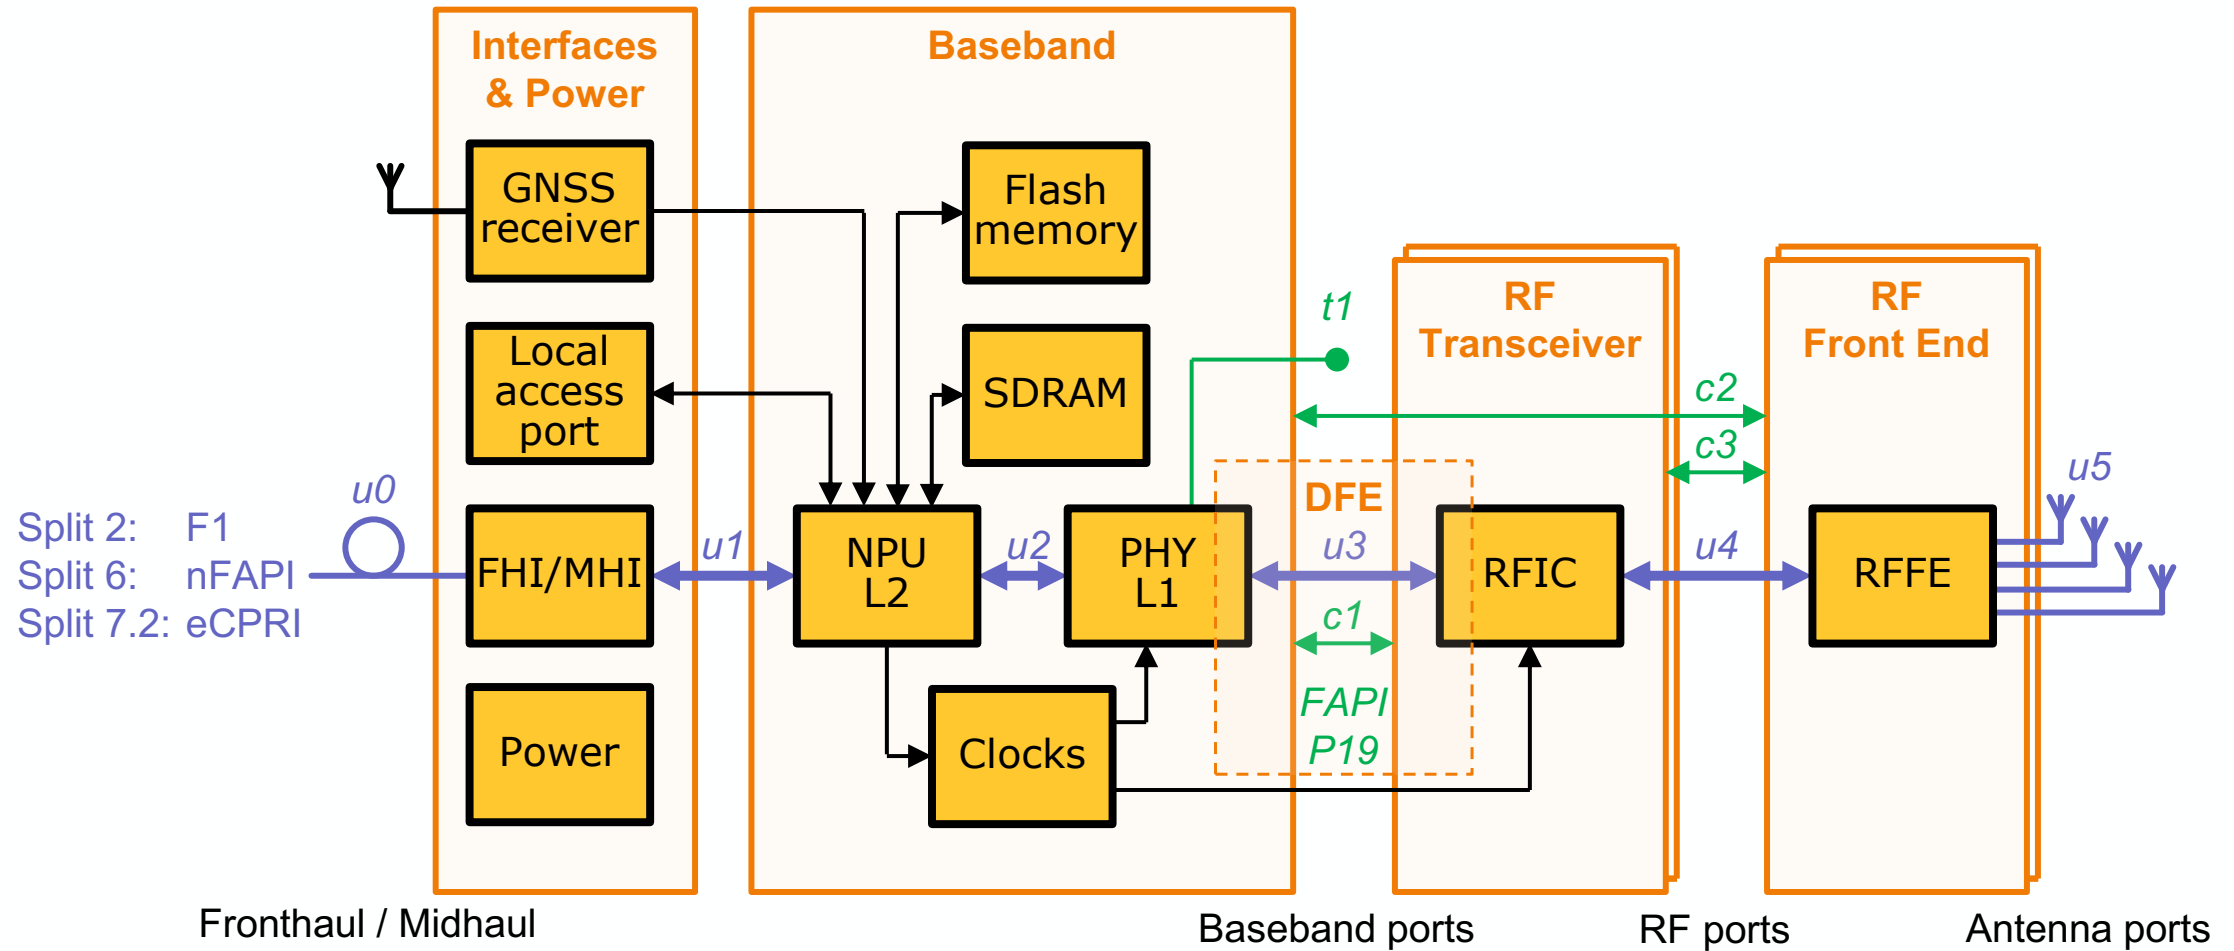 Interfaces
& Power
Baseband
GNSS
receiver
Flash
memory
Local
access
port
SDRAM
t1
RF
Transceiver
RF
Front End
c2
c3
u5
u0
Split 2: F1
Split 6: nFAPI
Split 7.2: eCPRI
FHI/MHI
u1
NPU
L2
u2
PHY
L1
DFE
u3
c1
FAPI
P19
RFIC
u4
RFFE
Power
Clocks
Fronthaul / Midhaul
Baseband ports
RF ports
Antenna ports